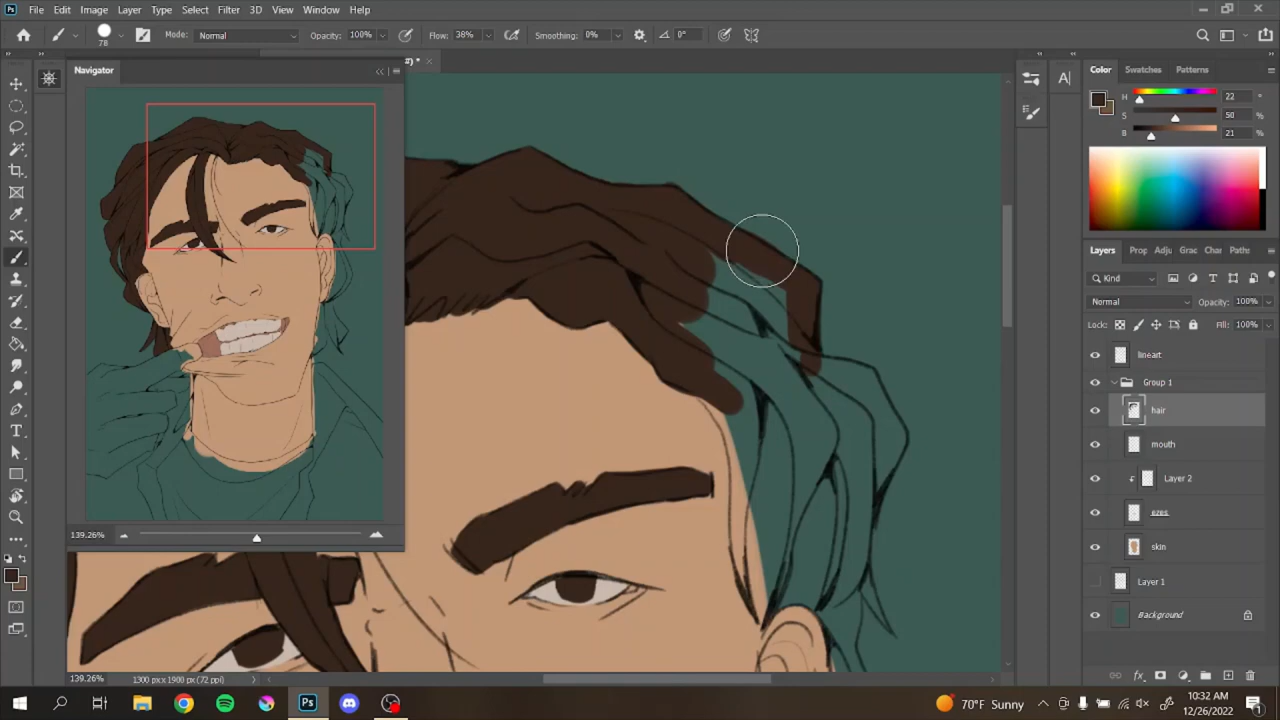 File Edit Image Layer Type Select Filter 3D View Window Help
78 Mode: Normal Opacity: 100% Flow: 38% Smoothing: 0% 0°
Navigator
#) *
139.26%
139.26% 1300 px x 1900 px (72 ppi)
Color Swatches Patterns
H 22 °
S 50 %
B 21 %
Layers Prop Adju Grac Char Paths
Kind
Normal Opacity: 100%
Lock: Fill: 100%
lineart
Group 1
hair
mouth
Layer 2
eyes
skin
Layer 1
Background
70°F Sunny
10:32 AM
12/26/2022